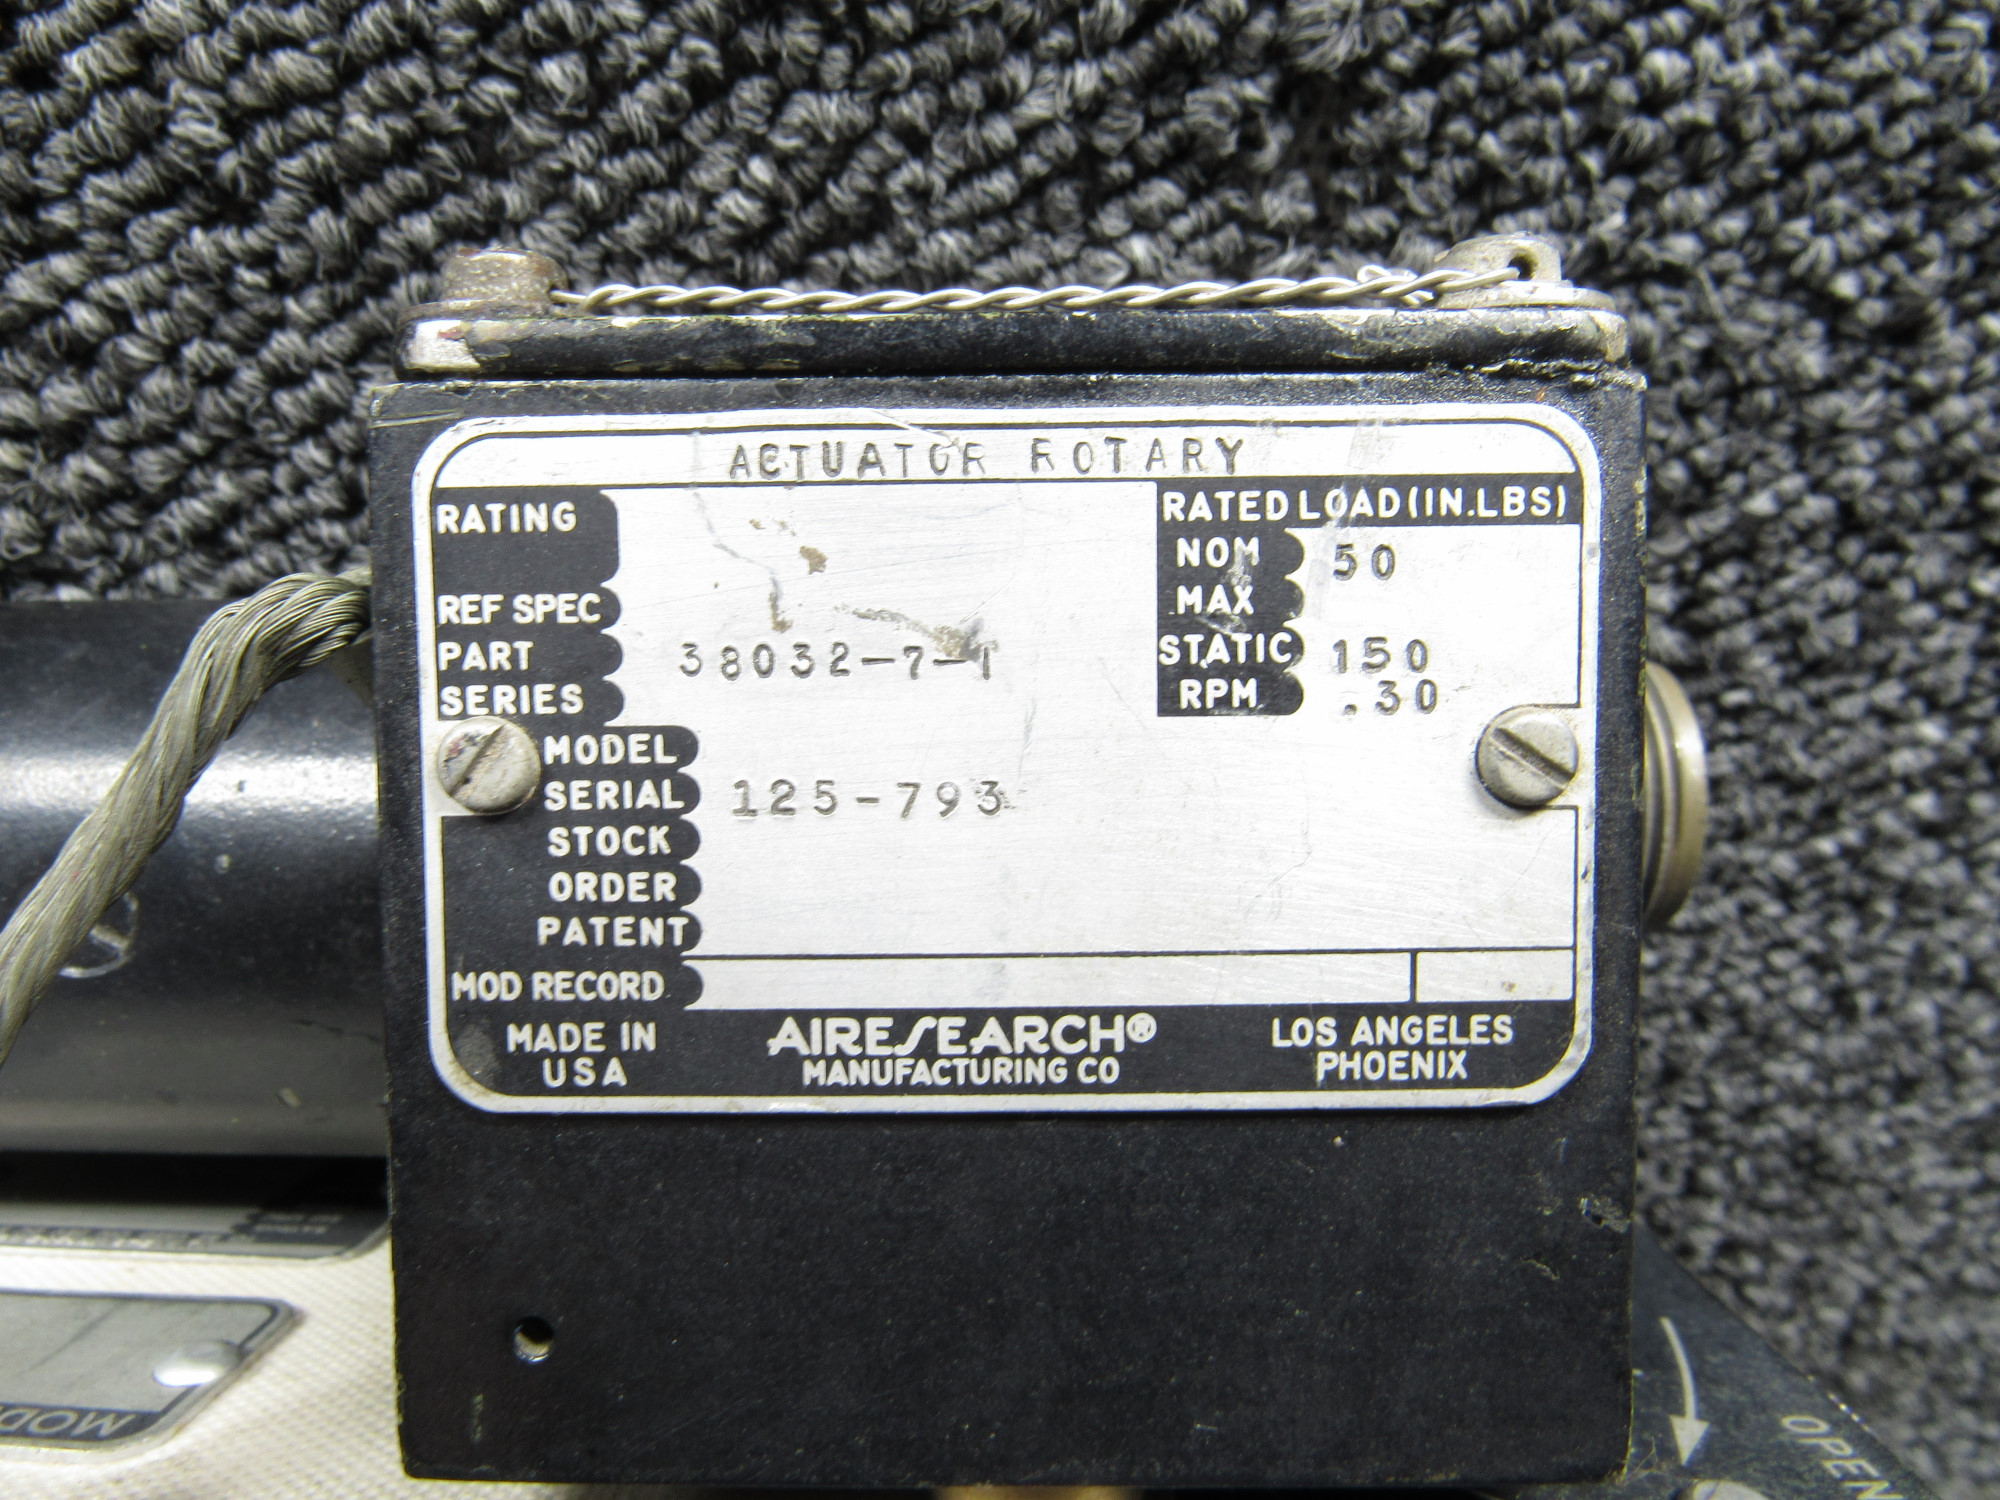 ACTUATOR ROTARY
RATING
RATED LOAD (IN.LBS)
NOM 50
MAX
REF SPEC
PART 38032-7-1
STATIC 150
SERIES
RPM .30
MODEL
SERIAL 125-793
STOCK
ORDER
PATENT
MOD RECORD
MADE IN AIRESEARCH® LOS ANGELES
USA MANUFACTURING CO PHOENIX
OPEN